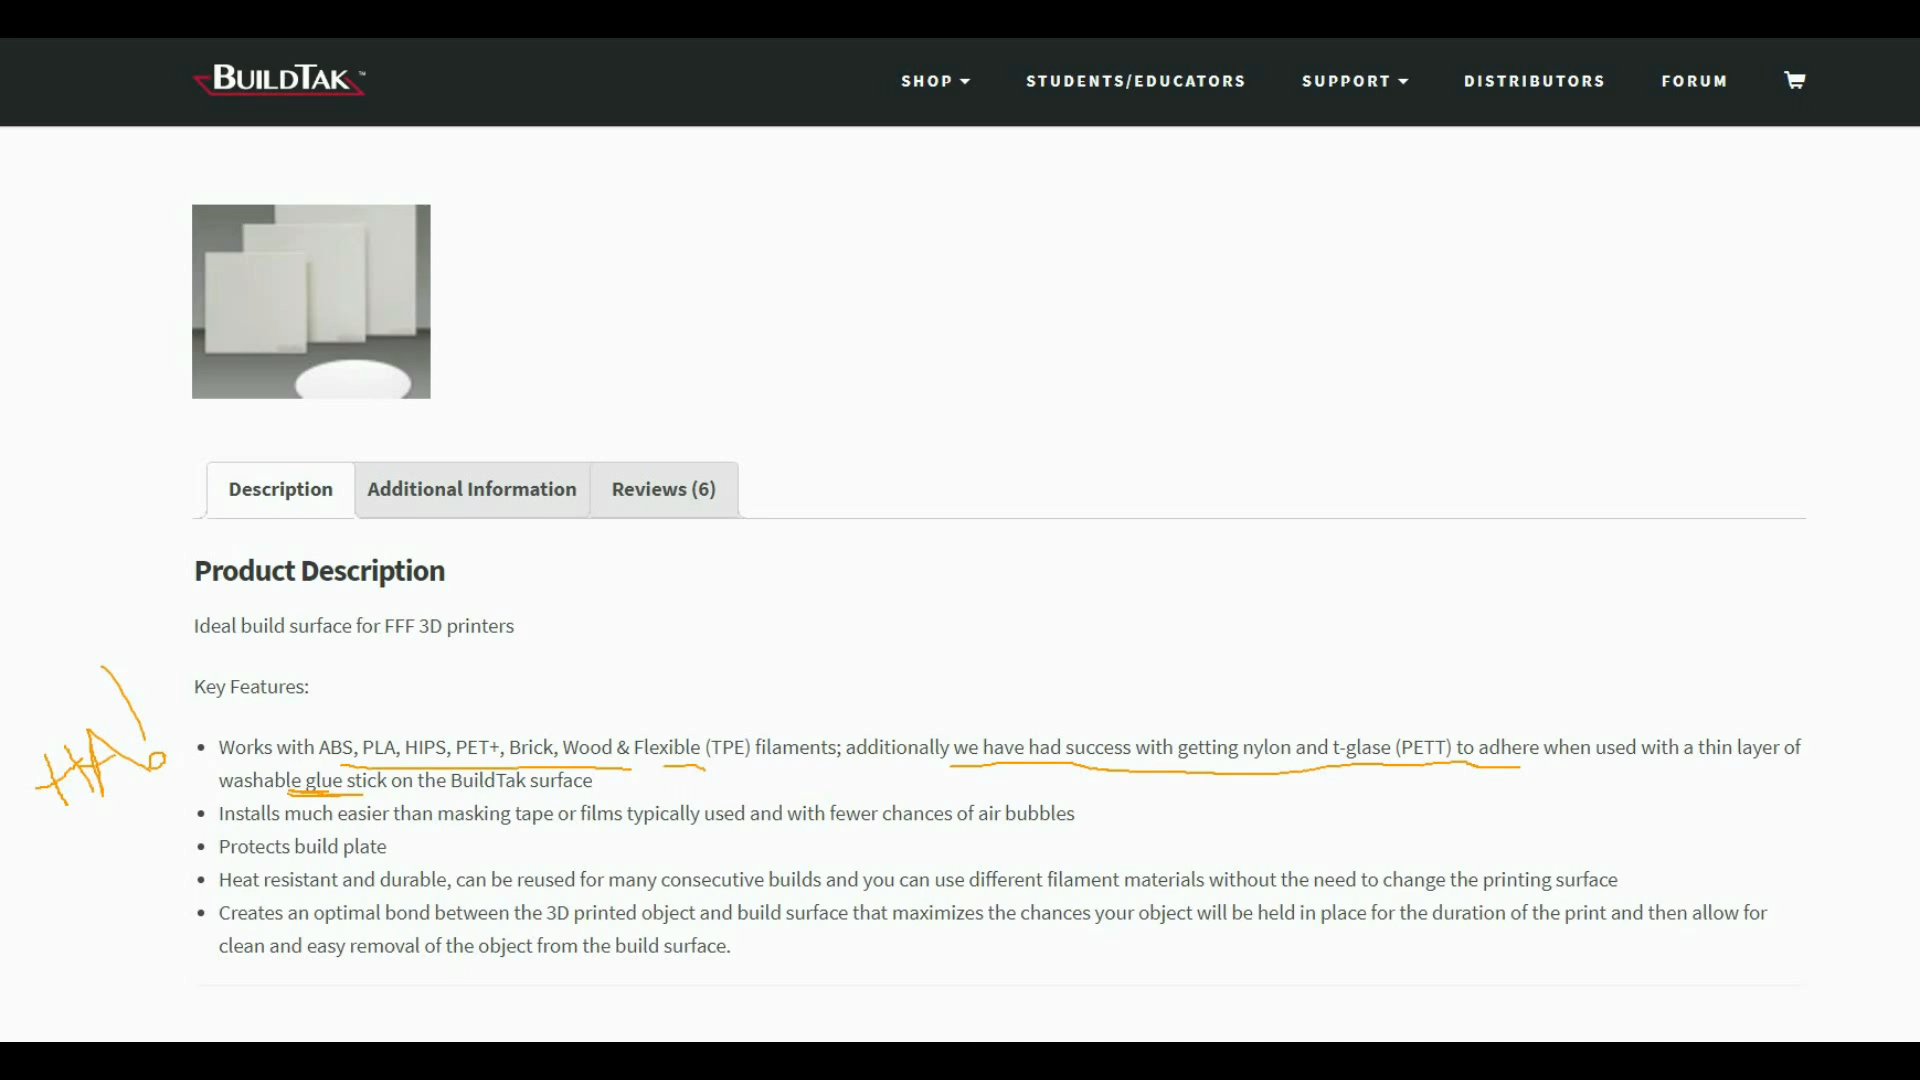 BUILDTAK™
SHOP
STUDENTS/EDUCATORS
SUPPORT
DISTRIBUTORS
FORUM
Description
Additional Information
Reviews (6)
Product Description
Ideal build surface for FFF 3D printers
Key Features:
• Works with ABS, PLA, HIPS, PET+, Brick, Wood & Flexible (TPE) filaments; additionally we have had success with getting nylon and t-glase (PETT) to adhere when used with a thin layer of
washable glue stick on the BuildTak surface
HA!
• Installs much easier than masking tape or films typically used and with fewer chances of air bubbles
• Protects build plate
• Heat resistant and durable, can be reused for many consecutive builds and you can use different filament materials without the need to change the printing surface
• Creates an optimal bond between the 3D printed object and build surface that maximizes the chances your object will be held in place for the duration of the print and then allow for
clean and easy removal of the object from the build surface.